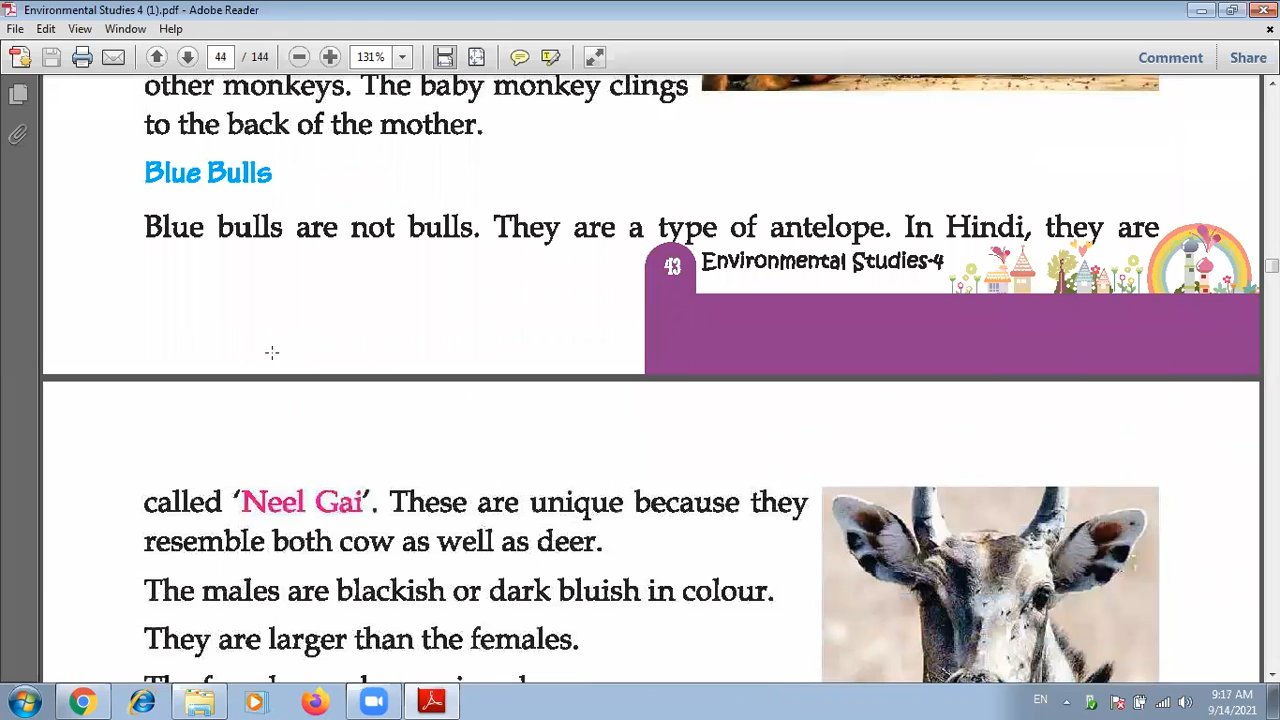 Environmental Studies 4 (1).pdf - Adobe Reader
File Edit View Window Help
44 / 144 131% Comment Share
other monkeys. The baby monkey clings
to the back of the mother.
Blue Bulls
Blue bulls are not bulls. They are a type of antelope. In Hindi, they are
43 Environmental Studies-4
called ‘Neel Gai’. These are unique because they
resemble both cow as well as deer.
The males are blackish or dark bluish in colour.
They are larger than the females.
EN 9:17 AM
9/14/2021